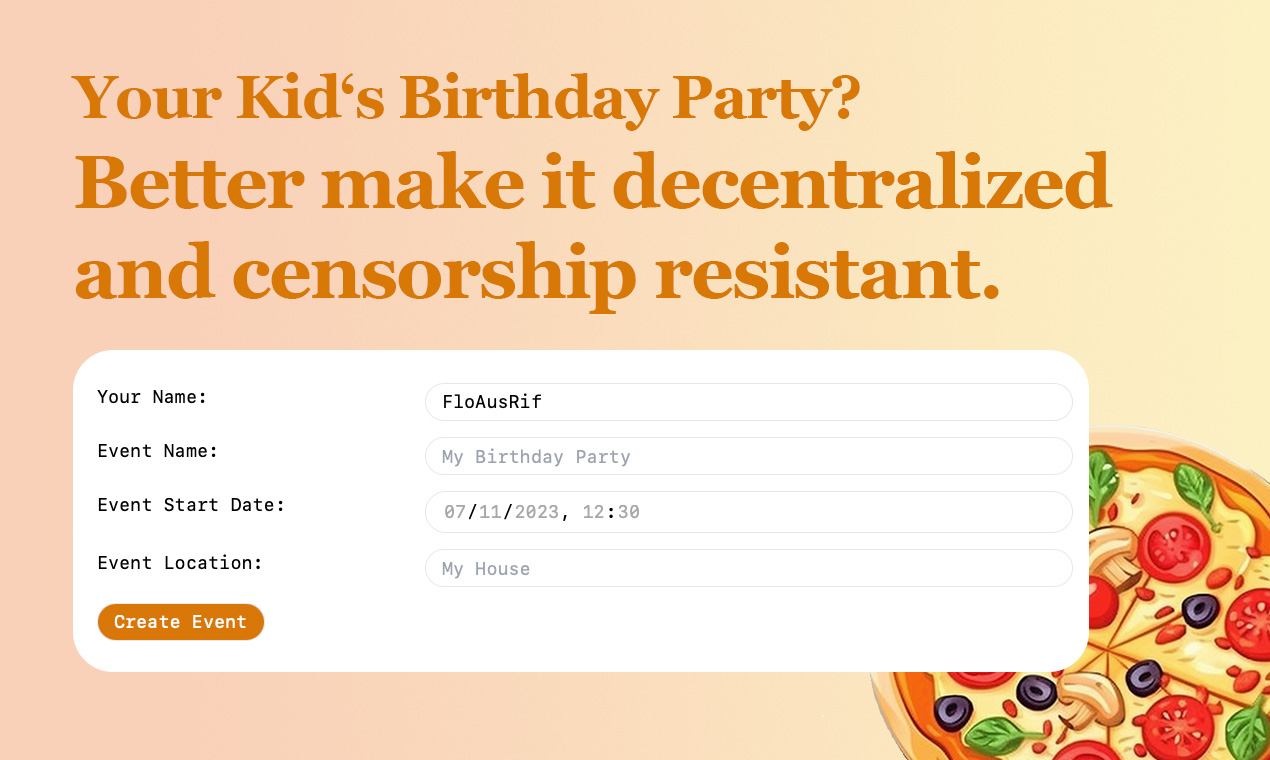 Your Kid‘s Birthday Party?
Better make it decentralized
and censorship resistant.
Your Name: FloAusRif
Event Name: My Birthday Party
Event Start Date: 07/11/2023, 12:30
Event Location: My House
Create Event